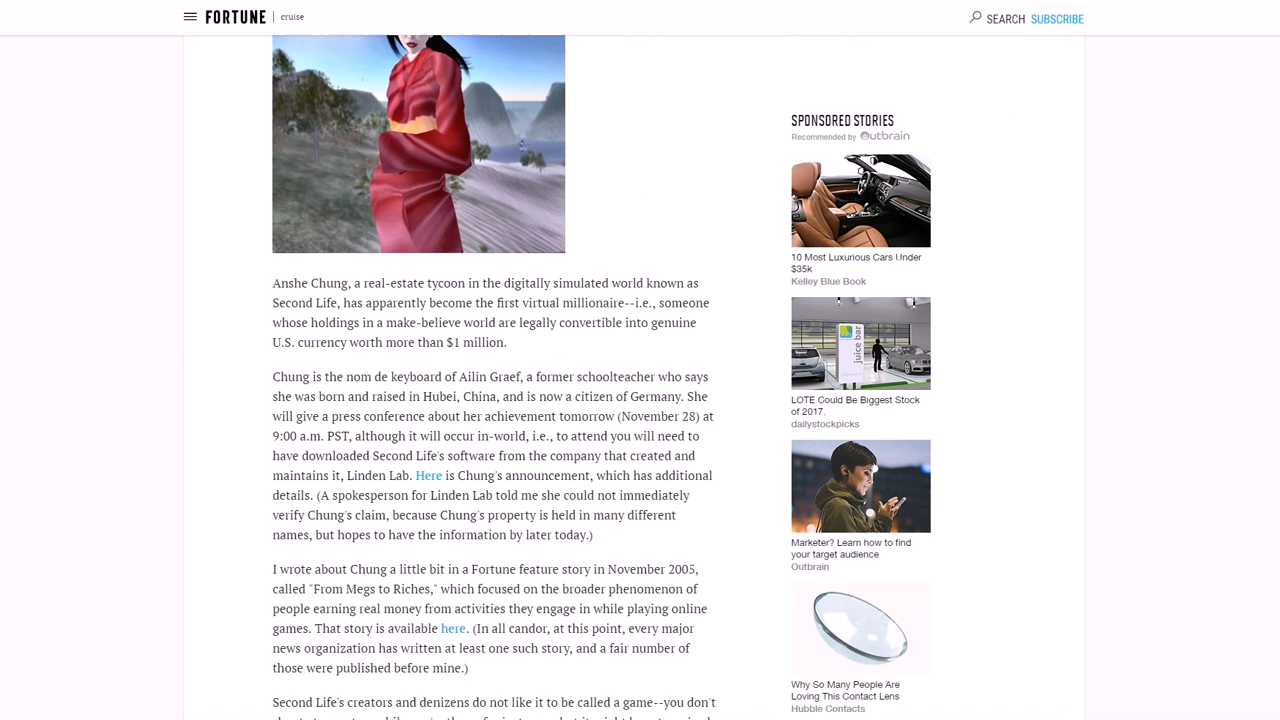 FORTUNE | cruise
SEARCH SUBSCRIBE
Anshe Chung, a real-estate tycoon in the digitally simulated world known as
Second Life, has apparently become the first virtual millionaire--i.e., someone
whose holdings in a make-believe world are legally convertible into genuine
U.S. currency worth more than $1 million.
Chung is the nom de keyboard of Ailin Graef, a former schoolteacher who says
she was born and raised in Hubei, China, and is now a citizen of Germany. She
will give a press conference about her achievement tomorrow (November 28) at
9:00 a.m. PST, although it will occur in-world, i.e., to attend you will need to
have downloaded Second Life's software from the company that created and
maintains it, Linden Lab. Here is Chung's announcement, which has additional
details. (A spokesperson for Linden Lab told me she could not immediately
verify Chung's claim, because Chung's property is held in many different
names, but hopes to have the information by later today.)
I wrote about Chung a little bit in a Fortune feature story in November 2005,
called "From Megs to Riches," which focused on the broader phenomenon of
people earning real money from activities they engage in while playing online
games. That story is available here. (In all candor, at this point, every major
news organization has written at least one such story, and a fair number of
those were published before mine.)
Second Life's creators and denizens do not like it to be called a game--you don't
SPONSORED STORIES
Recommended by Outbrain
10 Most Luxurious Cars Under
$35k
Kelley Blue Book
juice bar
LOTE Could Be Biggest Stock
of 2017.
dailystockpicks
Marketer? Learn how to find
your target audience
Outbrain
Why So Many People Are
Loving This Contact Lens
Hubble Contacts